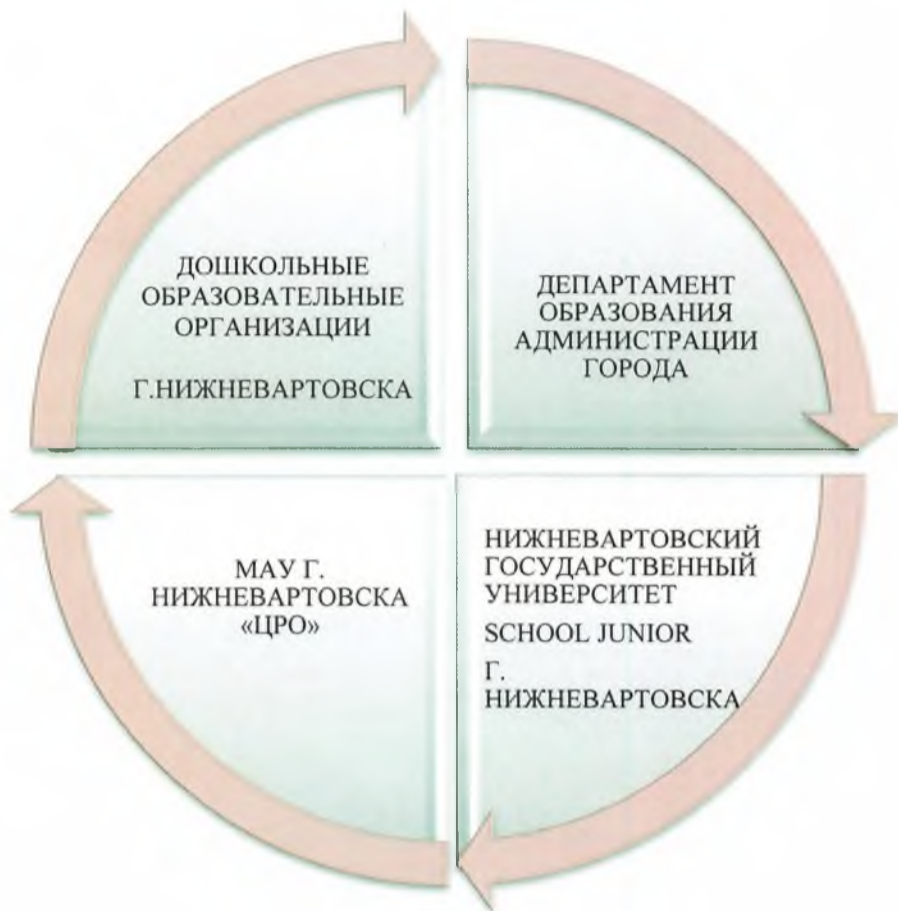 ДОШКОЛЬНЫЕ
ОБРАЗОВАТЕЛЬНЫЕ
ОРГАНИЗАЦИИ
Г.НИЖНЕВАРТОВСКА
ДЕПАРТАМЕНТ
ОБРАЗОВАНИЯ
АДМИНИСТРАЦИИ
ГОРОДА
МАУ Г.
НИЖНЕВАРТОВСКА
«ЦРО»
НИЖНЕВАРТОВСКИЙ
ГОСУДАРСТВЕННЫЙ
УНИВЕРСИТЕТ
SCHOOL JUNIOR
Г.
НИЖНЕВАРТОВСКА